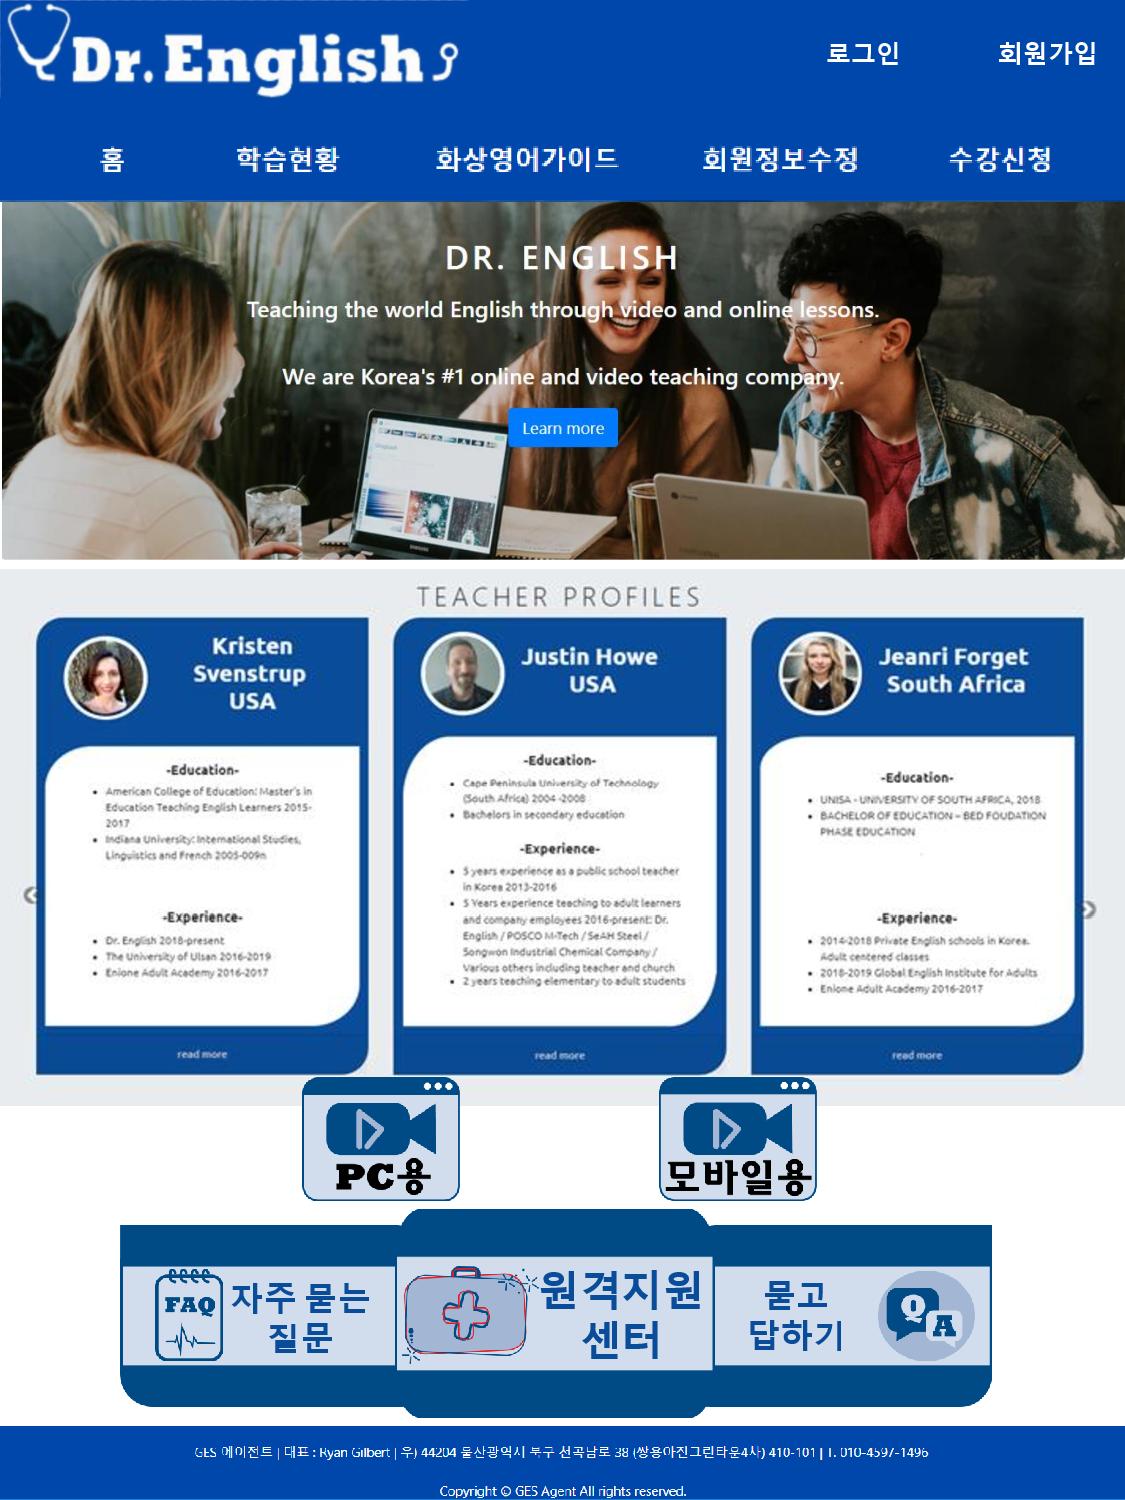 Dr. English
로그인 회원가입
홈 학습현황 화상영어가이드 회원정보수정 수강신청
DR. ENGLISH
Teaching the world English through video and online lessons.
We are Korea's #1 online and video teaching company.
Learn more
TEACHER PROFILES
Kristen
Svenstrup
USA
-Education-
American College of Education: Master's in
Education Teaching English Learners 2015-
2017
Indiana University: International Studies,
Linguistics and French 2005-009n
-Experience-
Dr. English 2018-present
The University of Ulsan 2016-2019
Enione Adult Academy 2016-2017
read more
Justin Howe
USA
-Education-
Cape Peninsula University of Technology
(South Africa) 2004 -2008
Bachelors in secondary education
-Experience-
5 years experience as a public school teacher
in Korea 2013-2016
5 Years experience teaching to adult learners
and company employees 2016-present: Dr.
English / POSCO M-Tech / SeAH Steel /
Songwon Industrial Chemical Company /
Various others including teacher and church
2 years teaching elementary to adult students
read more
Jeanri Forget
South Africa
-Education-
UNISA - UNIVERSITY OF SOUTH AFRICA, 2018
BACHELOR OF EDUCATION – BED FOUDATION
PHASE EDUCATION
-Experience-
2014-2018 Private English schools in Korea.
Adult centered classes
2018-2019 Global English Institute for Adults
Enione Adult Academy 2016-2017
read more
PC용
모바일용
FAQ
자주 묻는
질문
원격지원
센터
묻고
답하기
Q
A
GES 에이전트 | 대표 : Ryan Gilbert | 우) 44204 울산광역시 북구 천곡남로 38 (쌍용아진그린타운4차) 410-101 | T. 010-4597-1496
Copyright © GES Agent All rights reserved.